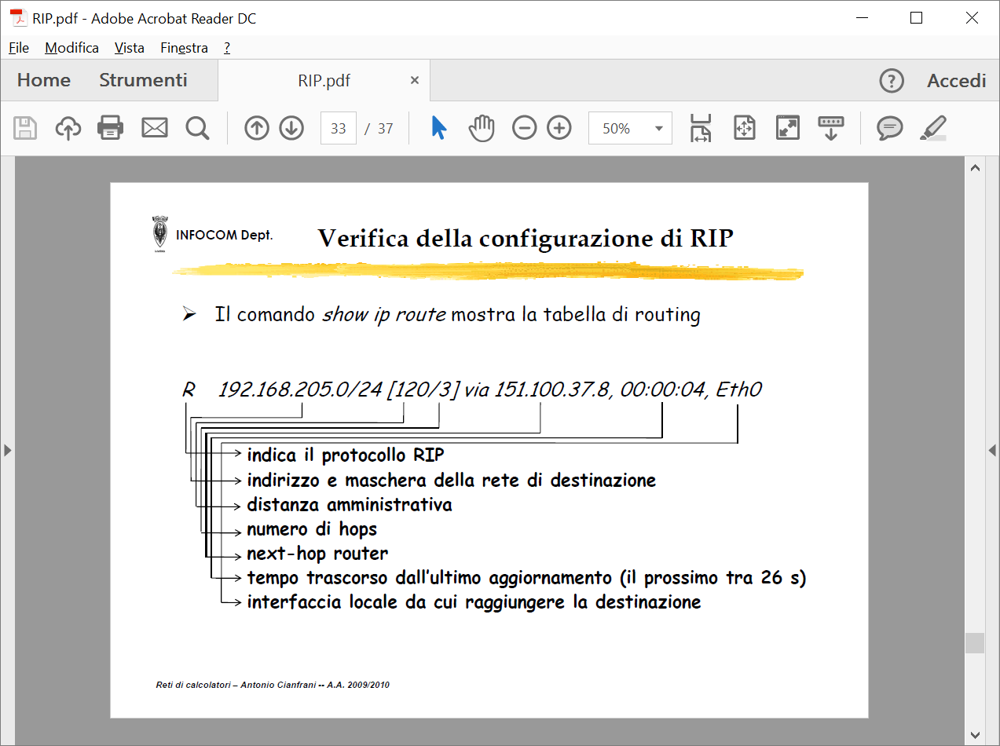 RIP.pdf - Adobe Acrobat Reader DC
File Modifica Vista Finestra ?
Home Strumenti RIP.pdf × ? Accedi
33 / 37 50%
INFOCOM Dept.
Verifica della configurazione di RIP
Il comando show ip route mostra la tabella di routing
R 192.168.205.0/24 [120/3] via 151.100.37.8, 00:00:04, Eth0
indica il protocollo RIP
indirizzo e maschera della rete di destinazione
distanza amministrativa
numero di hops
next-hop router
tempo trascorso dall'ultimo aggiornamento (il prossimo tra 26 s)
interfaccia locale da cui raggiungere la destinazione
Reti di calcolatori – Antonio Cianfrani -- A.A. 2009/2010